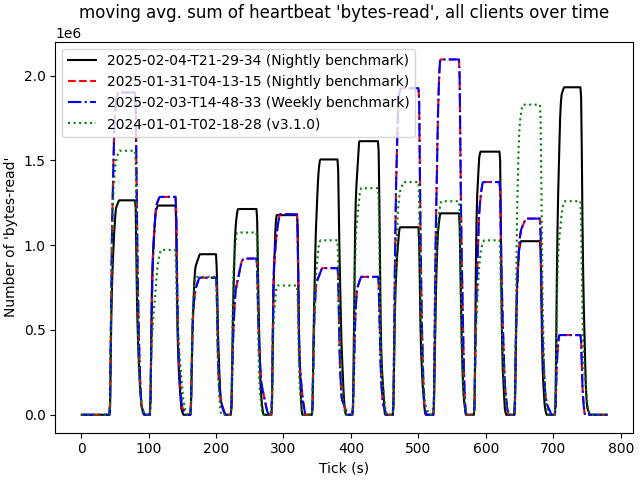 moving avg. sum of heartbeat 'bytes-read', all clients over time
1e6
2025-02-04-T21-29-34 (Nightly benchmark)
2025-01-31-T04-13-15 (Nightly benchmark)
2025-02-03-T14-48-33 (Weekly benchmark)
2024-01-01-T02-18-28 (v3.1.0)
Number of 'bytes-read'
2.0
1.5
1.0
0.5
0.0
0 100 200 300 400 500 600 700 800
Tick (s)